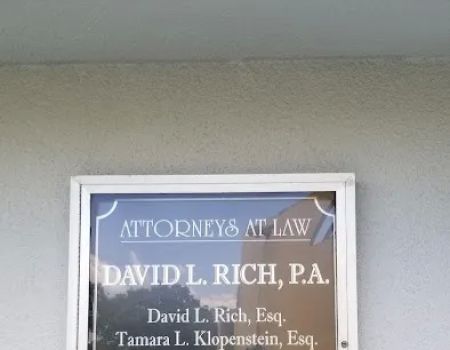 ATTORNEYS AT LAW
DAVID L. RICH, P.A.
David L. Rich, Esq.
Tamara L. Klopenstein, Esq.